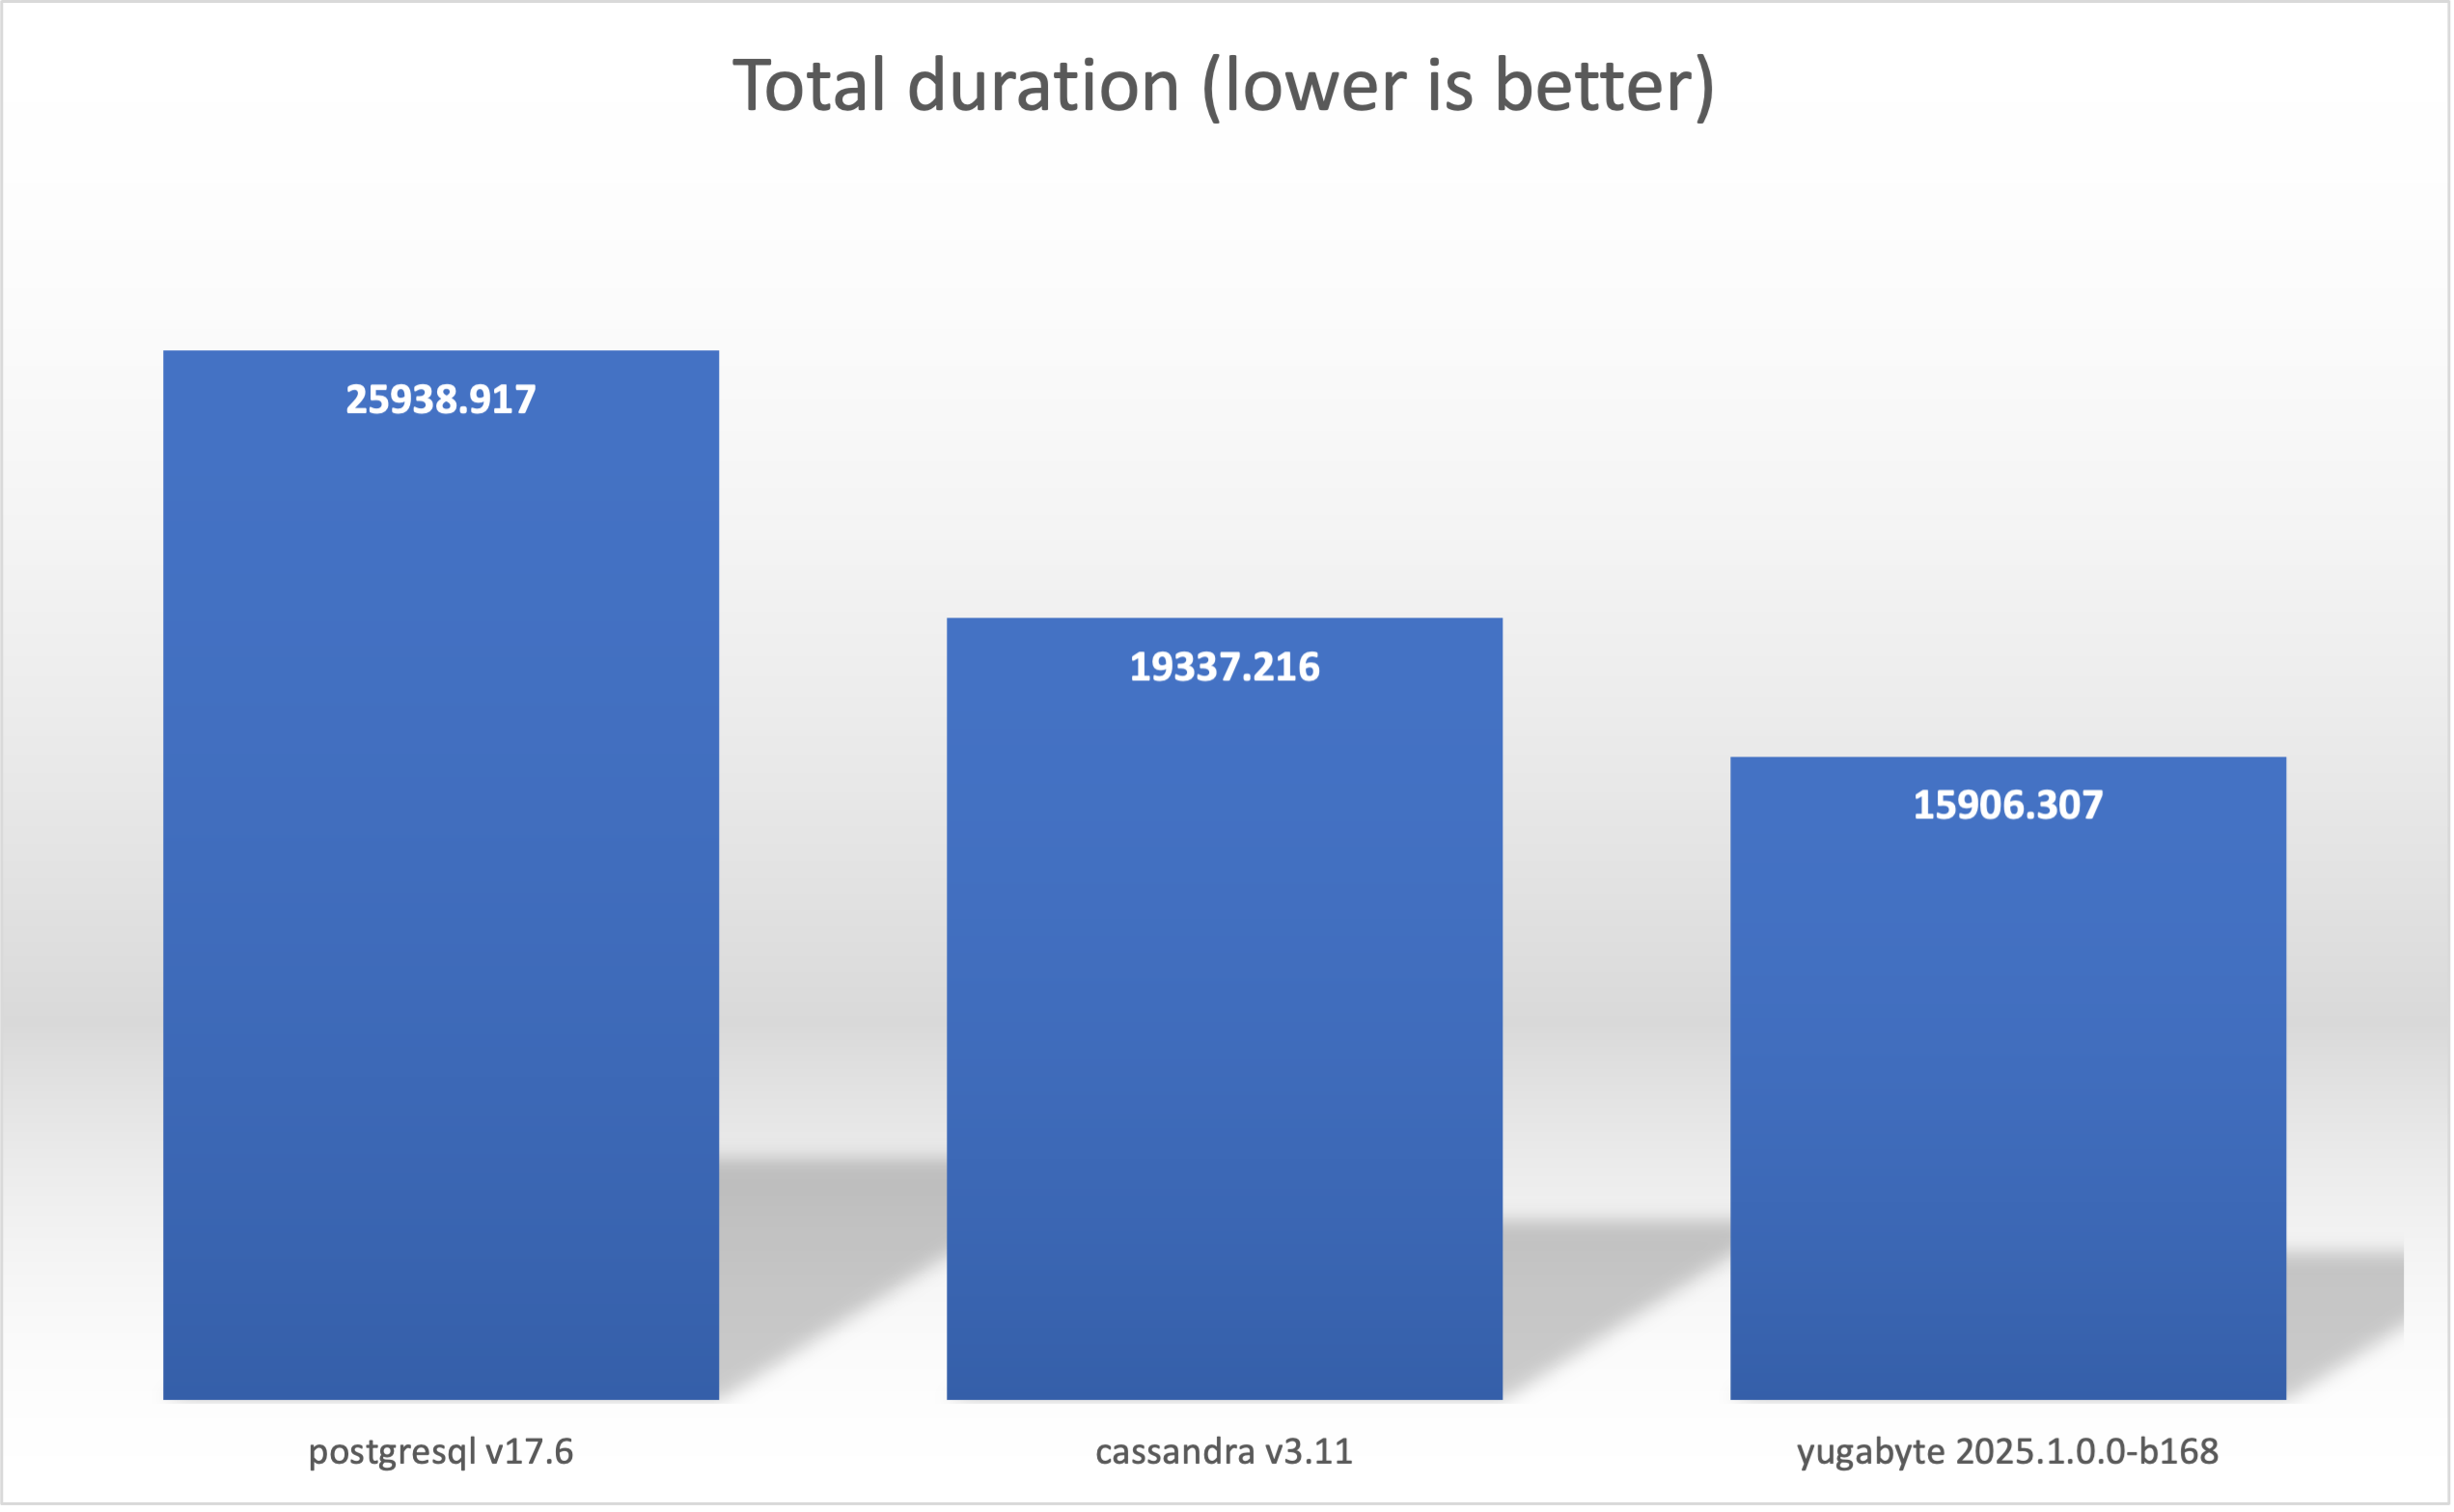 Total duration (lower is better)
25938.917
19337.216
15906.307
postgresql v17.6
cassandra v3.11
yugabyte 2025.1.0.0-b168